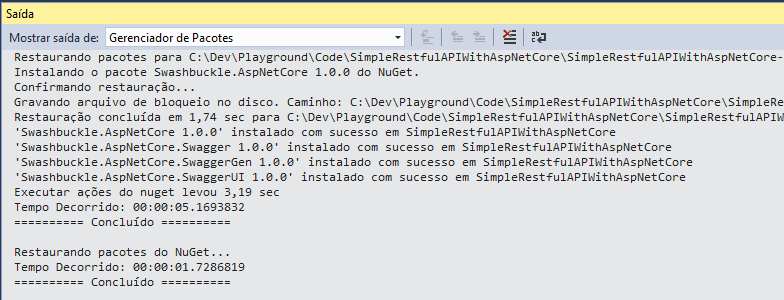 Saída
Mostrar saída de: Gerenciador de Pacotes
Restaurando pacotes para C:\Dev\Playground\Code\SimpleRestfulAPIWithAspNetCore\SimpleRestfulAPIWithAspNetCore-
Instalando o pacote Swashbuckle.AspNetCore 1.0.0 do NuGet.
Confirmando restauração...
Gravando arquivo de bloqueio no disco. Caminho: C:\Dev\Playground\Code\SimpleRestfulAPIWithAspNetCore\SimpleRe
Restauração concluída em 1,74 sec para C:\Dev\Playground\Code\SimpleRestfulAPIWithAspNetCore\SimpleRestfulAPIW
'Swashbuckle.AspNetCore 1.0.0' instalado com sucesso em SimpleRestfulAPIWithAspNetCore
'Swashbuckle.AspNetCore.Swagger 1.0.0' instalado com sucesso em SimpleRestfulAPIWithAspNetCore
'Swashbuckle.AspNetCore.SwaggerGen 1.0.0' instalado com sucesso em SimpleRestfulAPIWithAspNetCore
'Swashbuckle.AspNetCore.SwaggerUI 1.0.0' instalado com sucesso em SimpleRestfulAPIWithAspNetCore
Executar ações do nuget levou 3,19 sec
Tempo Decorrido: 00:00:05.1693832
========== Concluído ==========
Restaurando pacotes do NuGet...
Tempo Decorrido: 00:00:01.7286819
========== Concluído ==========